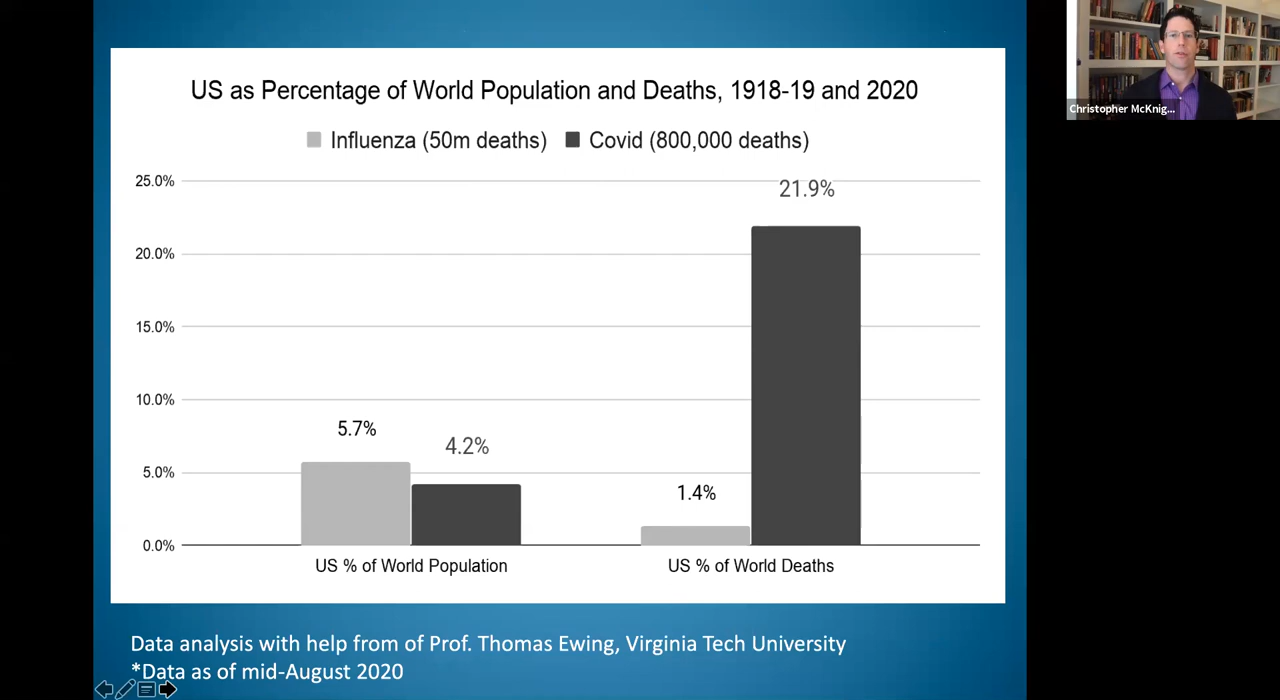 US as Percentage of World Population and Deaths, 1918-19 and 2020
Influenza (50m deaths) Covid (800,000 deaths)
25.0%
20.0%
15.0%
10.0%
5.0%
0.0%
5.7%
4.2%
1.4%
21.9%
US % of World Population
US % of World Deaths
Data analysis with help from of Prof. Thomas Ewing, Virginia Tech University
*Data as of mid-August 2020
Christopher McKnig...